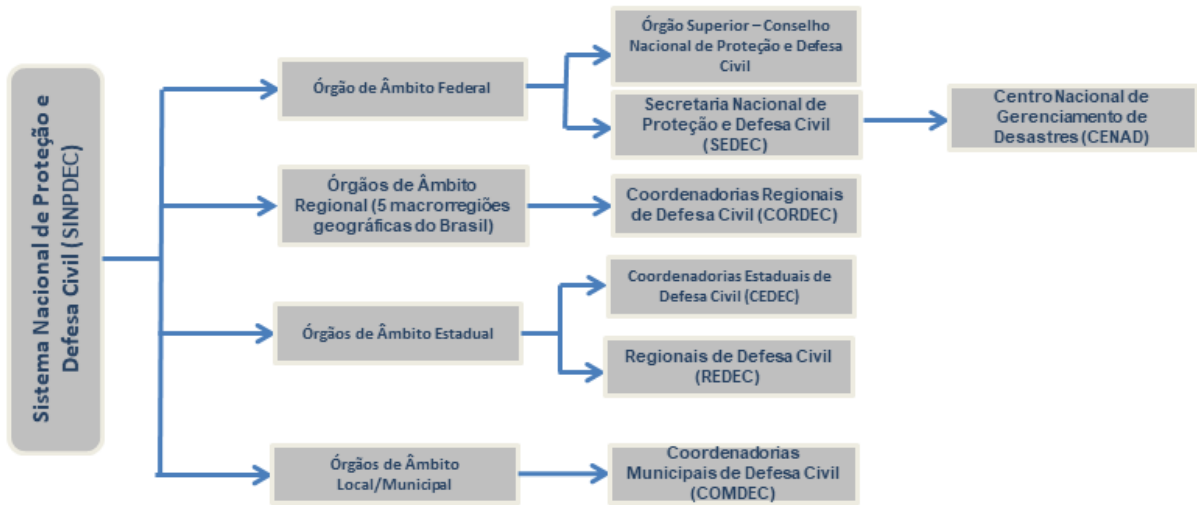 Sistema Nacional de Proteção e
Defesa Civil (SINPDEC)
Órgão de Âmbito Federal
Órgão Superior – Conselho
Nacional de Proteção e Defesa
Civil
Secretaria Nacional de
Proteção e Defesa Civil
(SEDEC)
Centro Nacional de
Gerenciamento de
Desastres (CENAD)
Órgãos de Âmbito
Regional (5 macrorregiões
geográficas do Brasil)
Coordenadorias Regionais
de Defesa Civil (CORDEC)
Órgãos de Âmbito Estadual
Coordenadorias Estaduais de
Defesa Civil (CEDEC)
Regionais de Defesa Civil
(REDEC)
Órgãos de Âmbito
Local/Municipal
Coordenadorias
Municipais de Defesa Civil
(COMDEC)